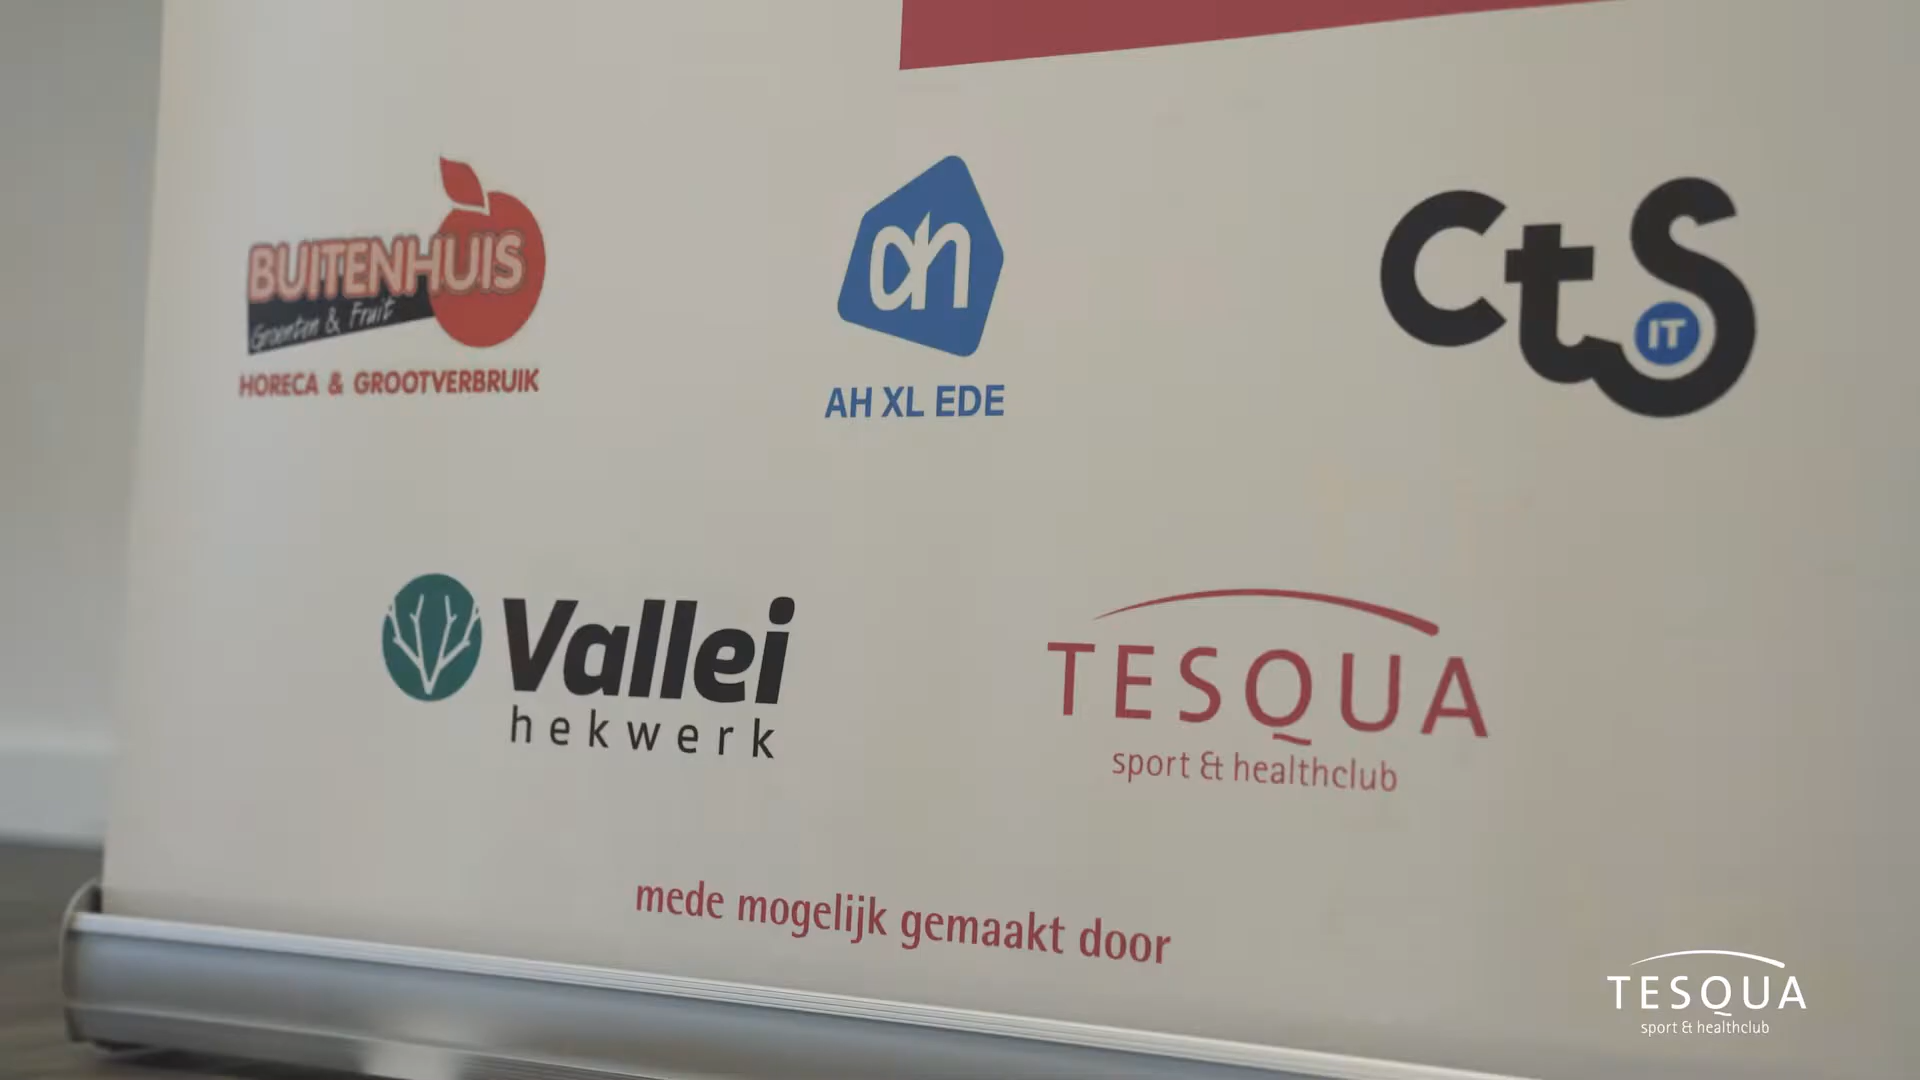 BUITENHUIS
Groenten & Fruit
HORECA & GROOTVERBRUIK
ah
AH XL EDE
CtS
IT
Vallei
hekwerk
TESQUA
sport & healthclub
mede mogelijk gemaakt door
TESQUA
sport & healthclub